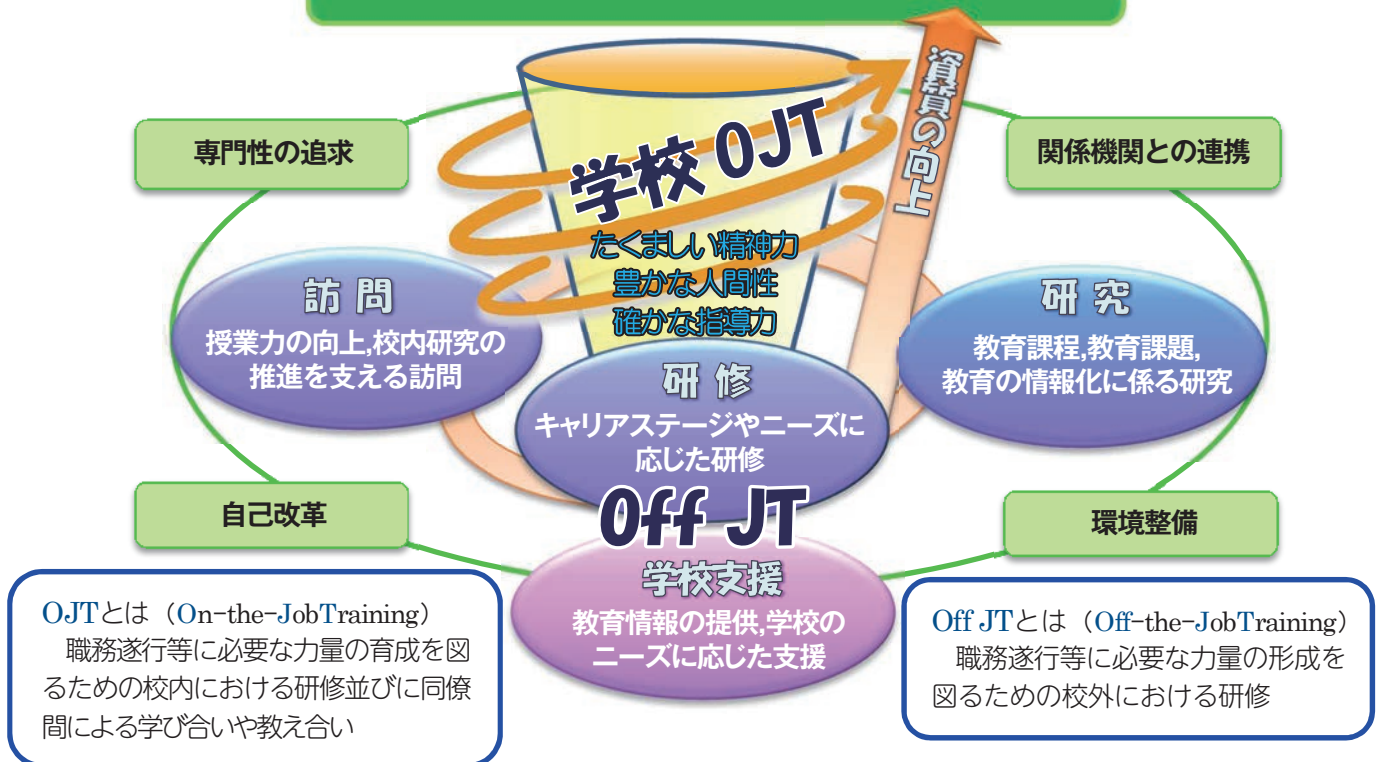 資質の向上
専門性の追求
関係機関との連携
学校 OJT
たくましい精神力
豊かな人間性
確かな指導力
訪 問
授業力の向上,校内研究の
推進を支える訪問
研 究
教育課程,教育課題,
教育の情報化に係る研究
研 修
キャリアステージやニーズに
応じた研修
自己改革
環境整備
Off JT
学校支援
教育情報の提供,学校の
ニーズに応じた支援
OJTとは（On-the-JobTraining）
職務遂行等に必要な力量の育成を図
るための校内における研修並びに同僚
間による学び合いや教え合い
Off JTとは（Off-the-JobTraining）
職務遂行等に必要な力量の形成を
図るための校外における研修